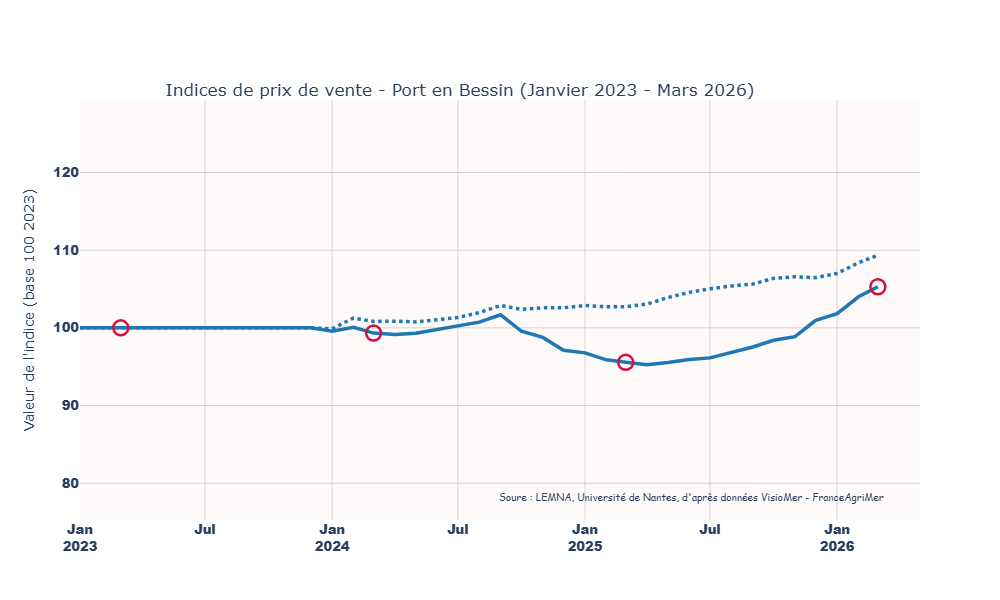 Indices de prix de vente - Port en Bessin (Janvier 2023 - Mars 2026)
Valeur de l'indice (base 100 2023)
120
110
100
90
80
Soure : LEMNA, Université de Nantes, d'après données VisioMer - FranceAgriMer
Jan Jul Jan Jul Jan Jul Jan
2023 2024 2025 2026